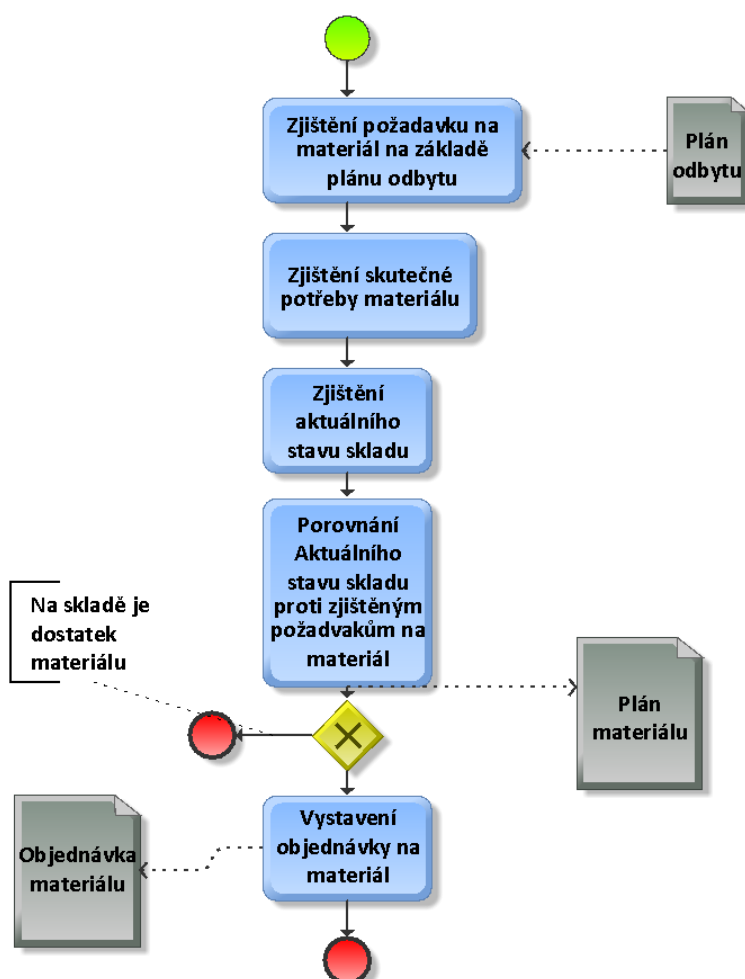 Zjištění požadavku na
materiál na základě
plánu odbytu
Plán
odbytu
Zjištění skutečné
potřeby materiálu
Zjištění
aktuálního
stavu skladu
Porovnání
Aktuálního
stavu skladu
proti zjištěným
požadvakům na
materiál
Na skladě je
dostatek
materiálu
Plán
materiálu
Vystavení
objednávky na
materiál
Objednávka
materiálu